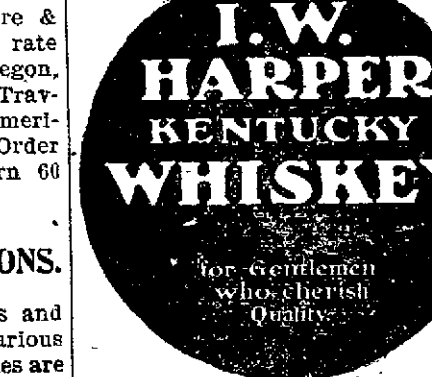 re &
rate
egon,
Trav-
meri-
Order
rn 60
ONS.
s and
arious
es are
I.W.
HARPER
KENTUCKY
WHISKEY
for Gentlemen
who cherish
Quality